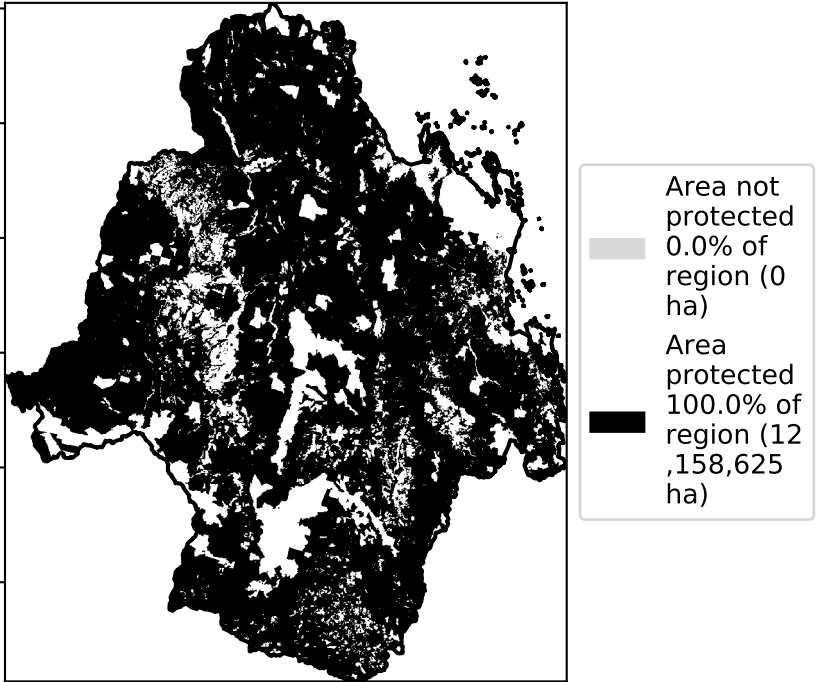 Area not
protected
0.0% of
region (0
ha)
Area
protected
100.0% of
region (12
,158,625
ha)